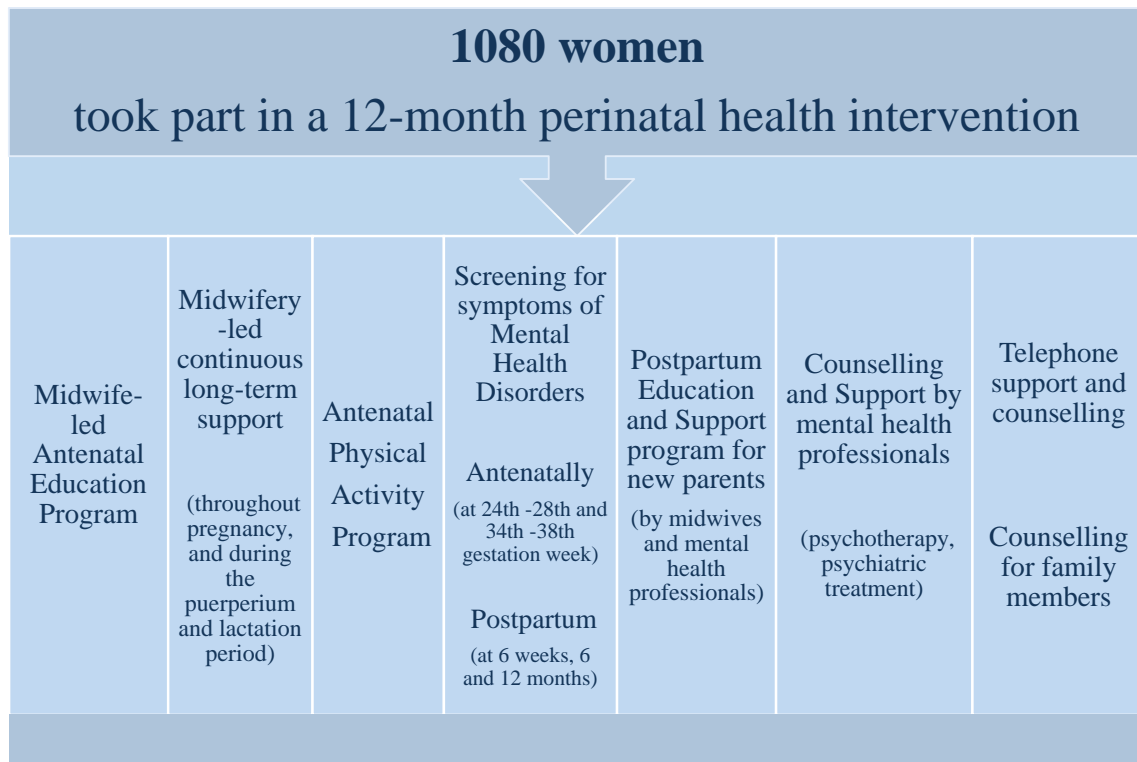 1080 women
took part in a 12-month perinatal health intervention
Midwife-
led
Antenatal
Education
Program
Midwifery
-led
continuous
long-term
support
(throughout
pregnancy,
and during
the
puerperium
and lactation
period)
Antenatal
Physical
Activity
Program
Screening for
symptoms of
Mental
Health
Disorders
Antenatally
(at 24th -28th and
34th -38th
gestation week)
Postpartum
(at 6 weeks, 6
and 12 months)
Postpartum
Education
and Support
program for
new parents
(by midwives
and mental
health
professionals)
Counselling
and Support by
mental health
professionals
(psychotherapy,
psychiatric
treatment)
Telephone
support and
counselling
Counselling
for family
members